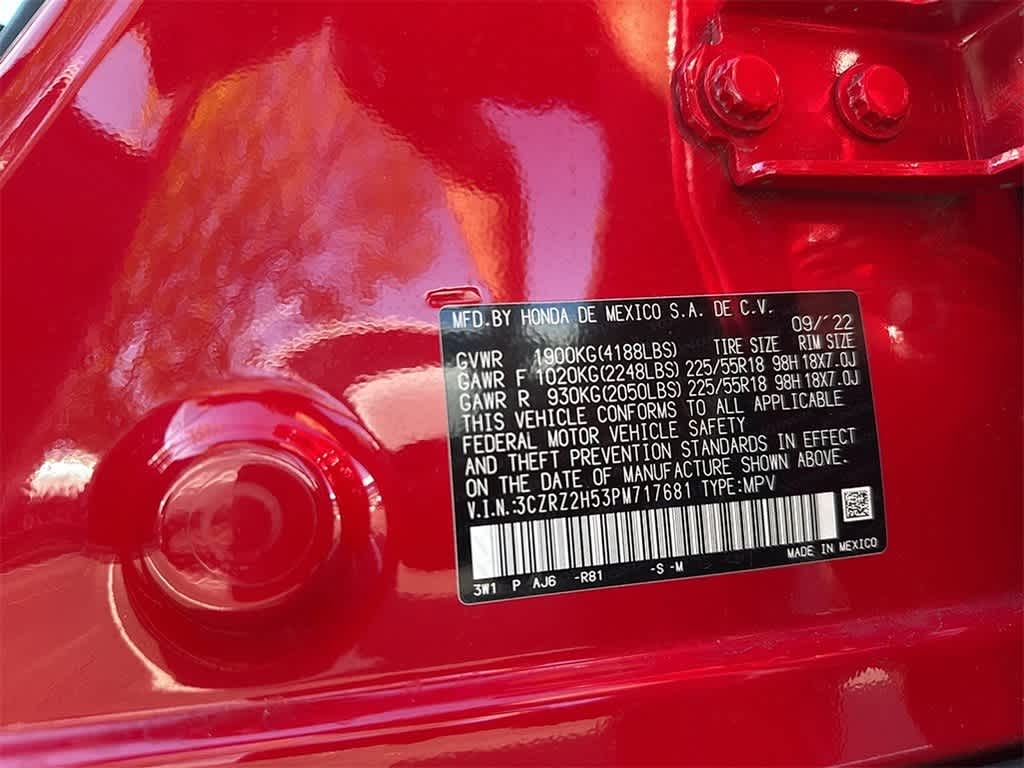 MFD.BY HONDA DE MEXICO S.A. DE C.V.
09/'22
GVWR 1900KG(4188LBS) TIRE SIZE RIM SIZE
GAWR F 1020KG(2248LBS) 225/55R18 98H 18X7.0J
GAWR R 930KG(2050LBS) 225/55R18 98H 18X7.0J
THIS VEHICLE CONFORMS TO ALL APPLICABLE
FEDERAL MOTOR VEHICLE SAFETY
AND THEFT PREVENTION STANDARDS IN EFFECT
ON THE DATE OF MANUFACTURE SHOWN ABOVE.
V.I.N.:3CZRZ2H53PM717681 TYPE:MPV
MADE IN MEXICO
3W1 P AJ6 -R81 -S -M